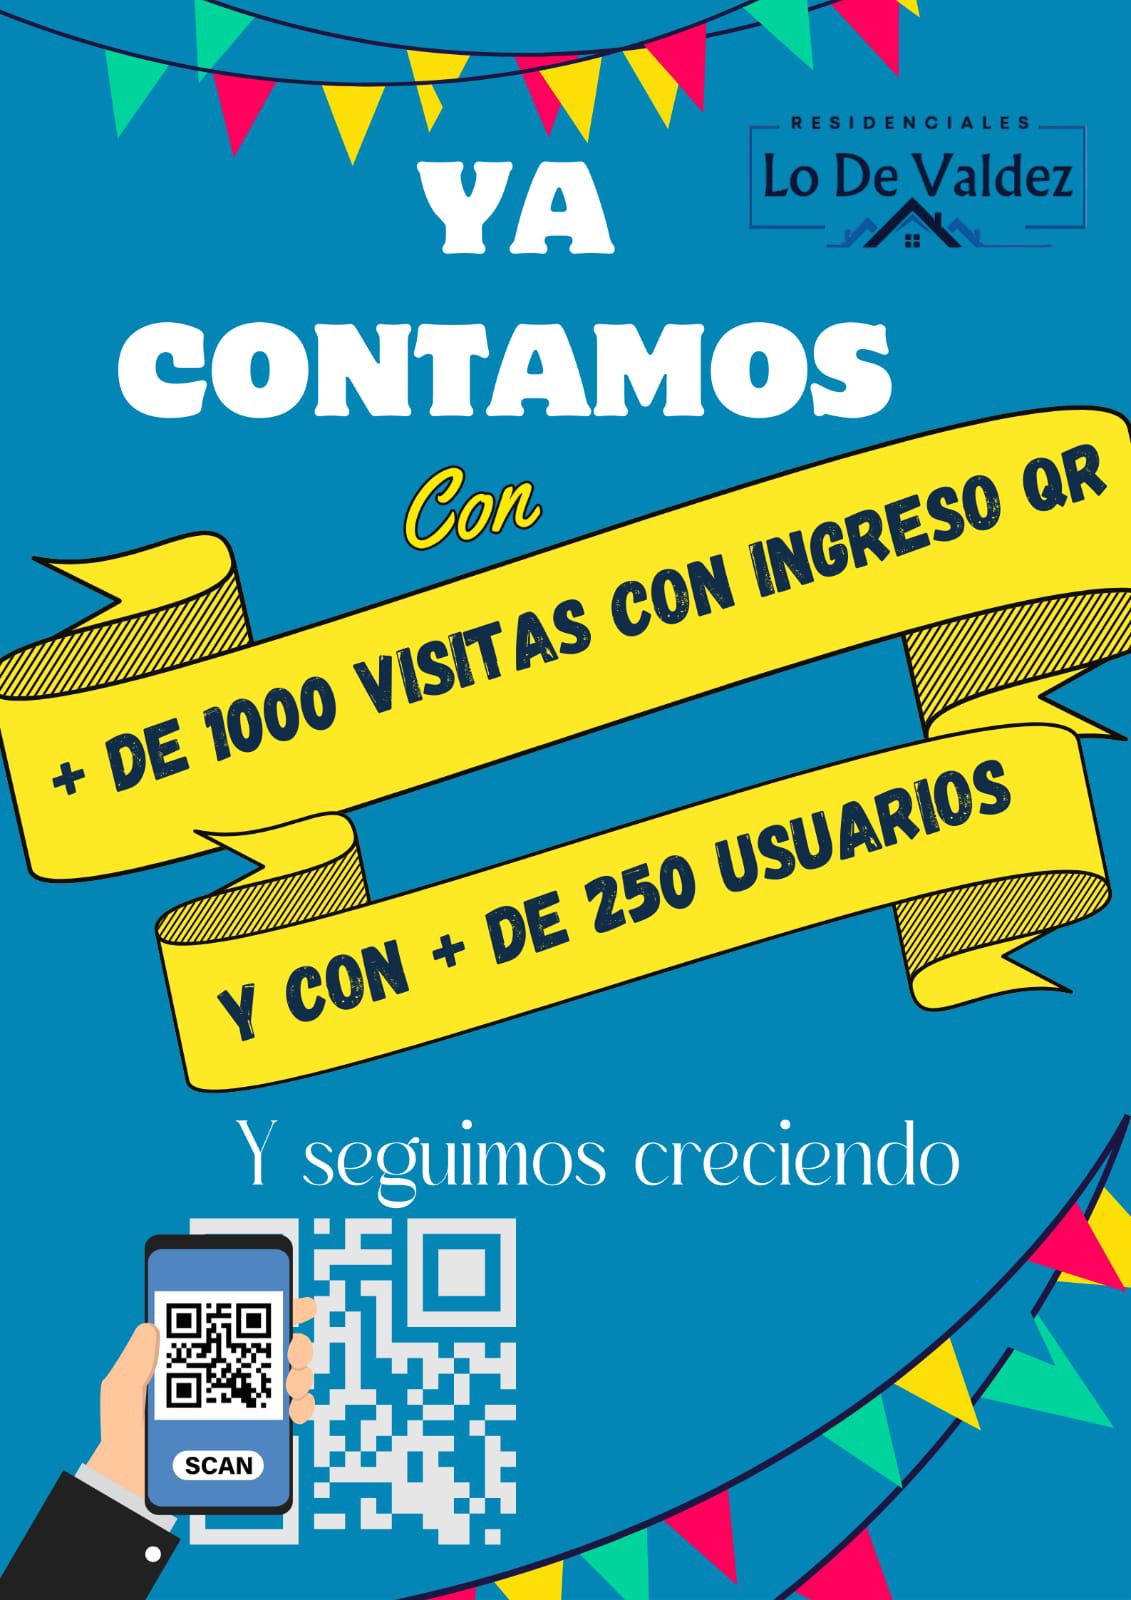 RESIDENCIALES
Lo De Valdez
YA
CONTAMOS
Con
+ DE 1000 VISITAS CON INGRESO QR
Y CON + DE 250 USUARIOS
Y seguimos creciendo
SCAN